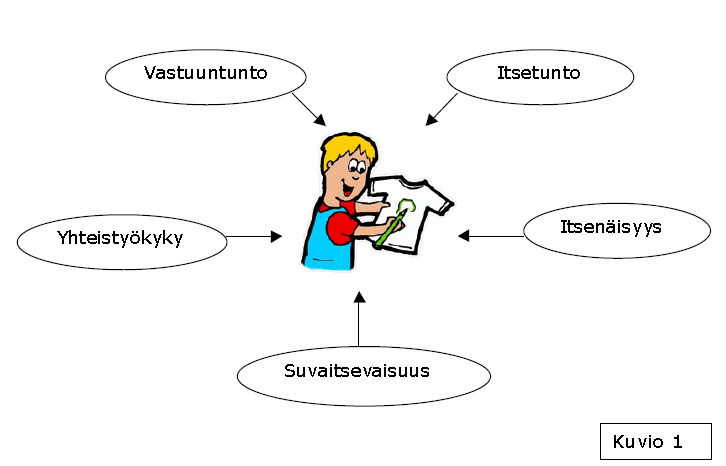 Vastuuntunto
Itsetunto
Yhteistyökyky
Itsenäisyys
Suvaitsevaisuus
Kuvio 1